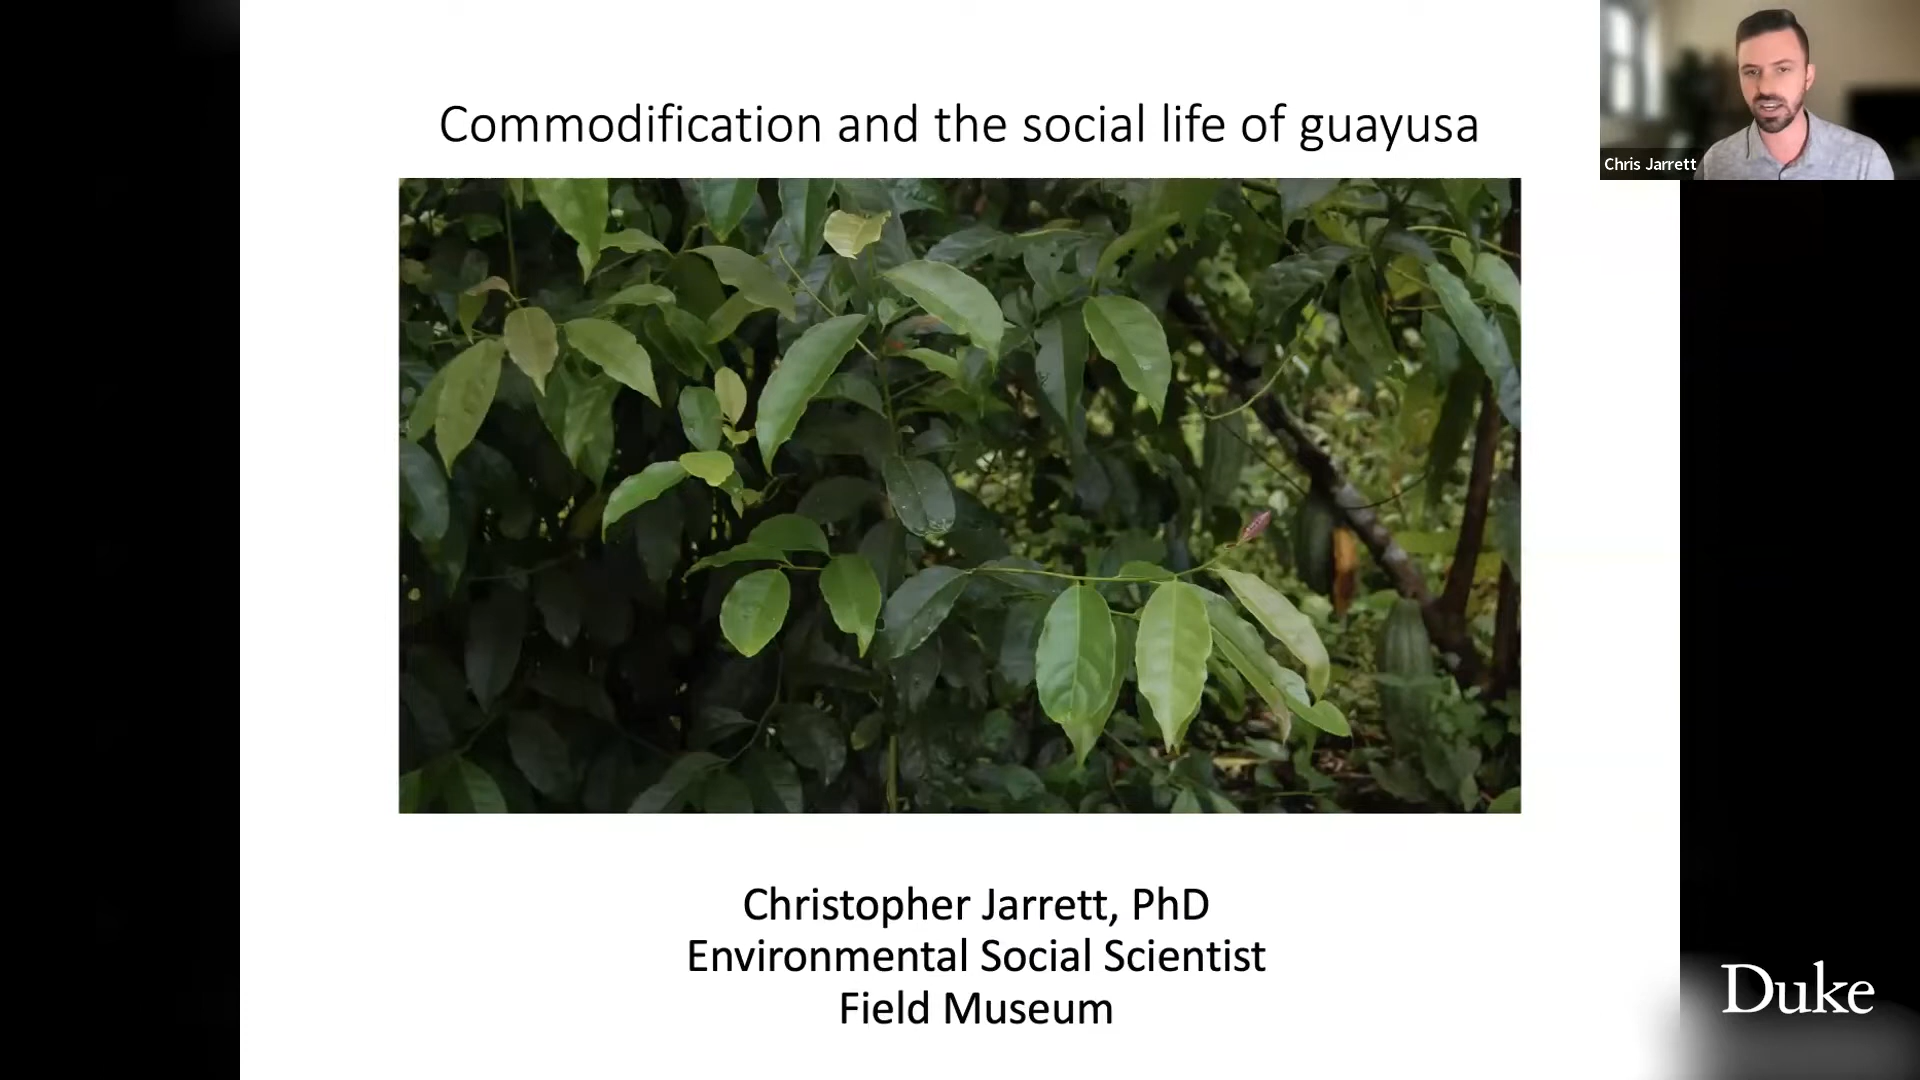 Commodification and the social life of guayusa
Chris Jarrett
Christopher Jarrett, PhD
Environmental Social Scientist
Field Museum
Duke